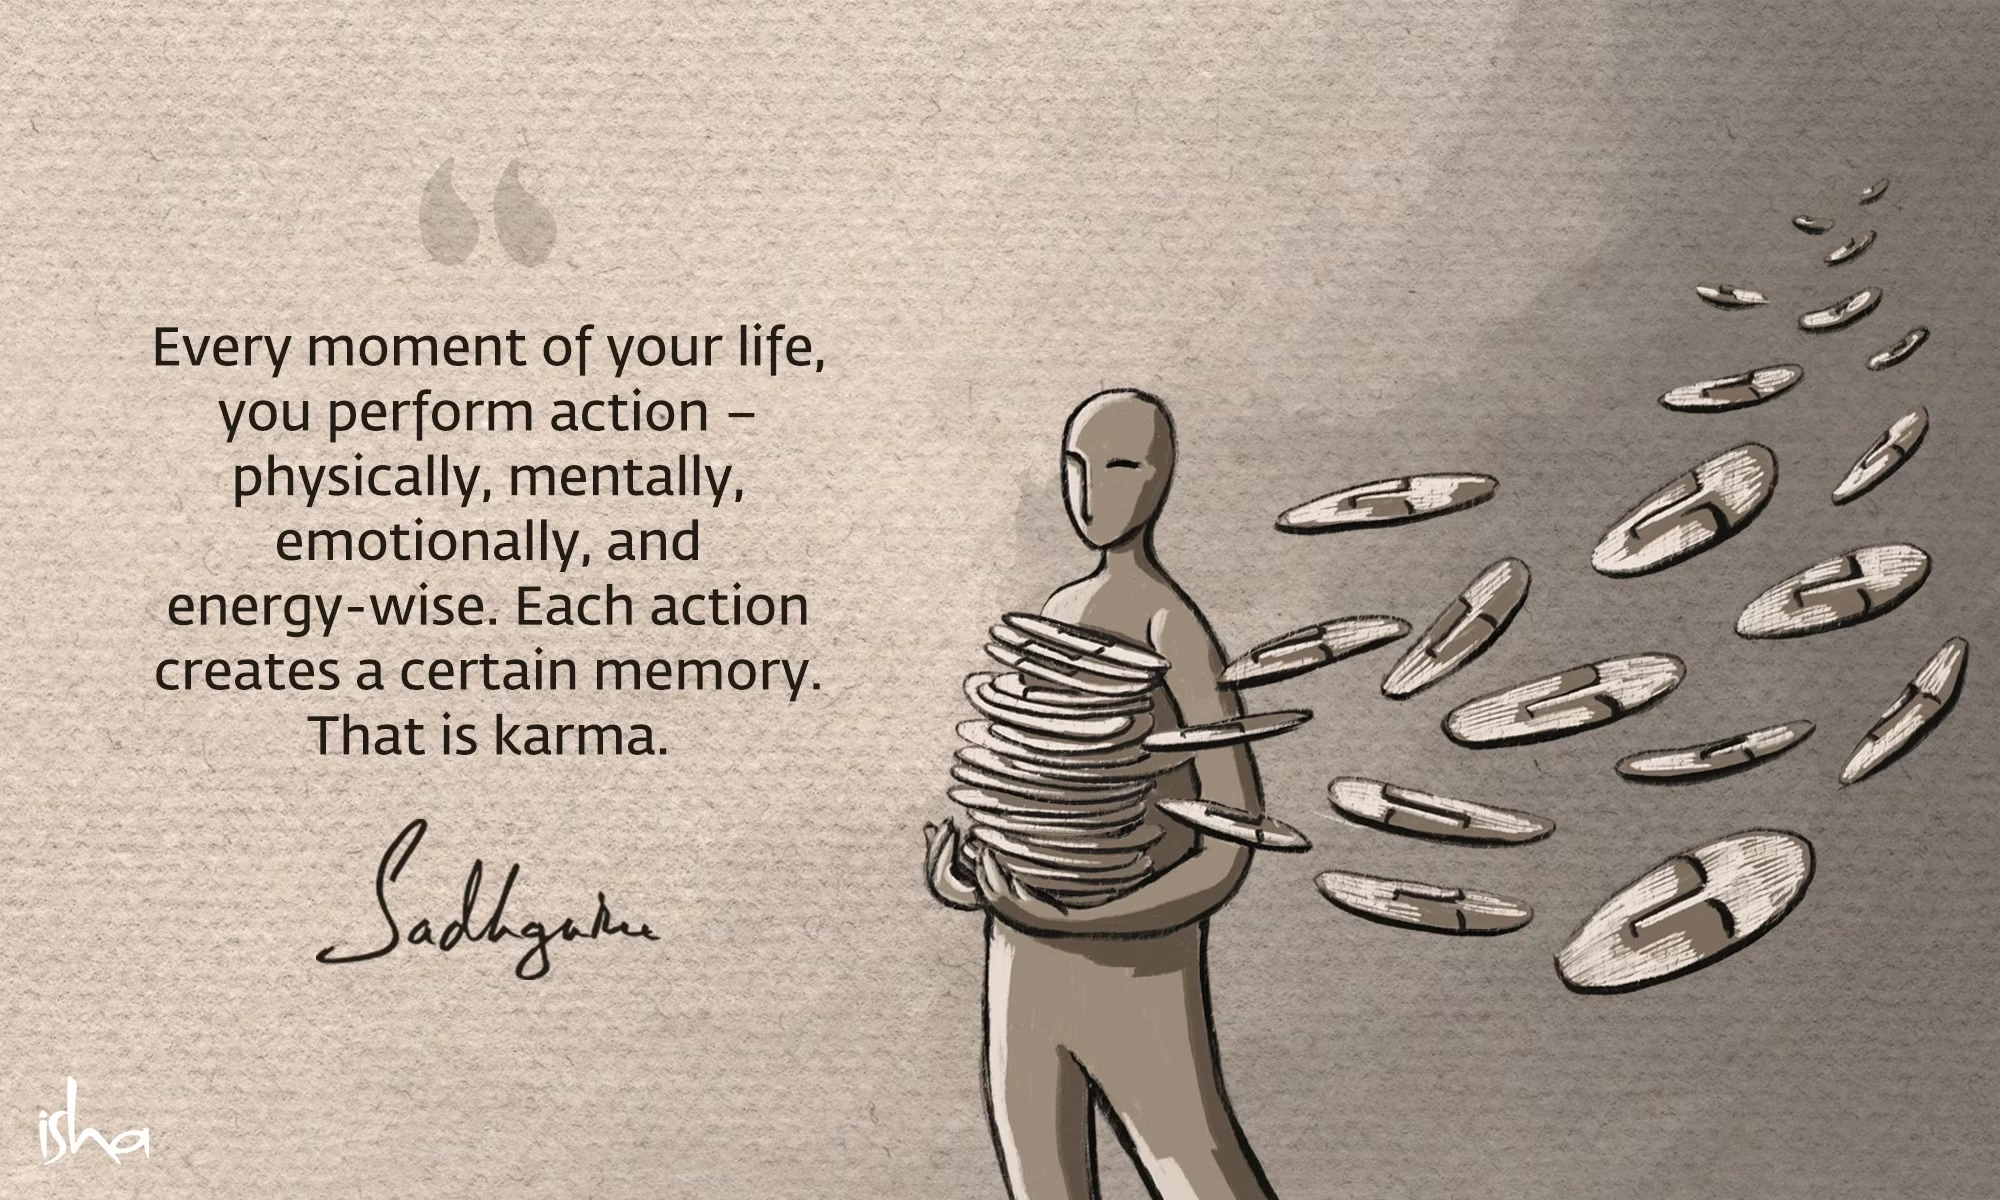 “
Every moment of your life,
you perform action –
physically, mentally,
emotionally, and
energy-wise. Each action
creates a certain memory.
That is karma.
Sadhguru
isha